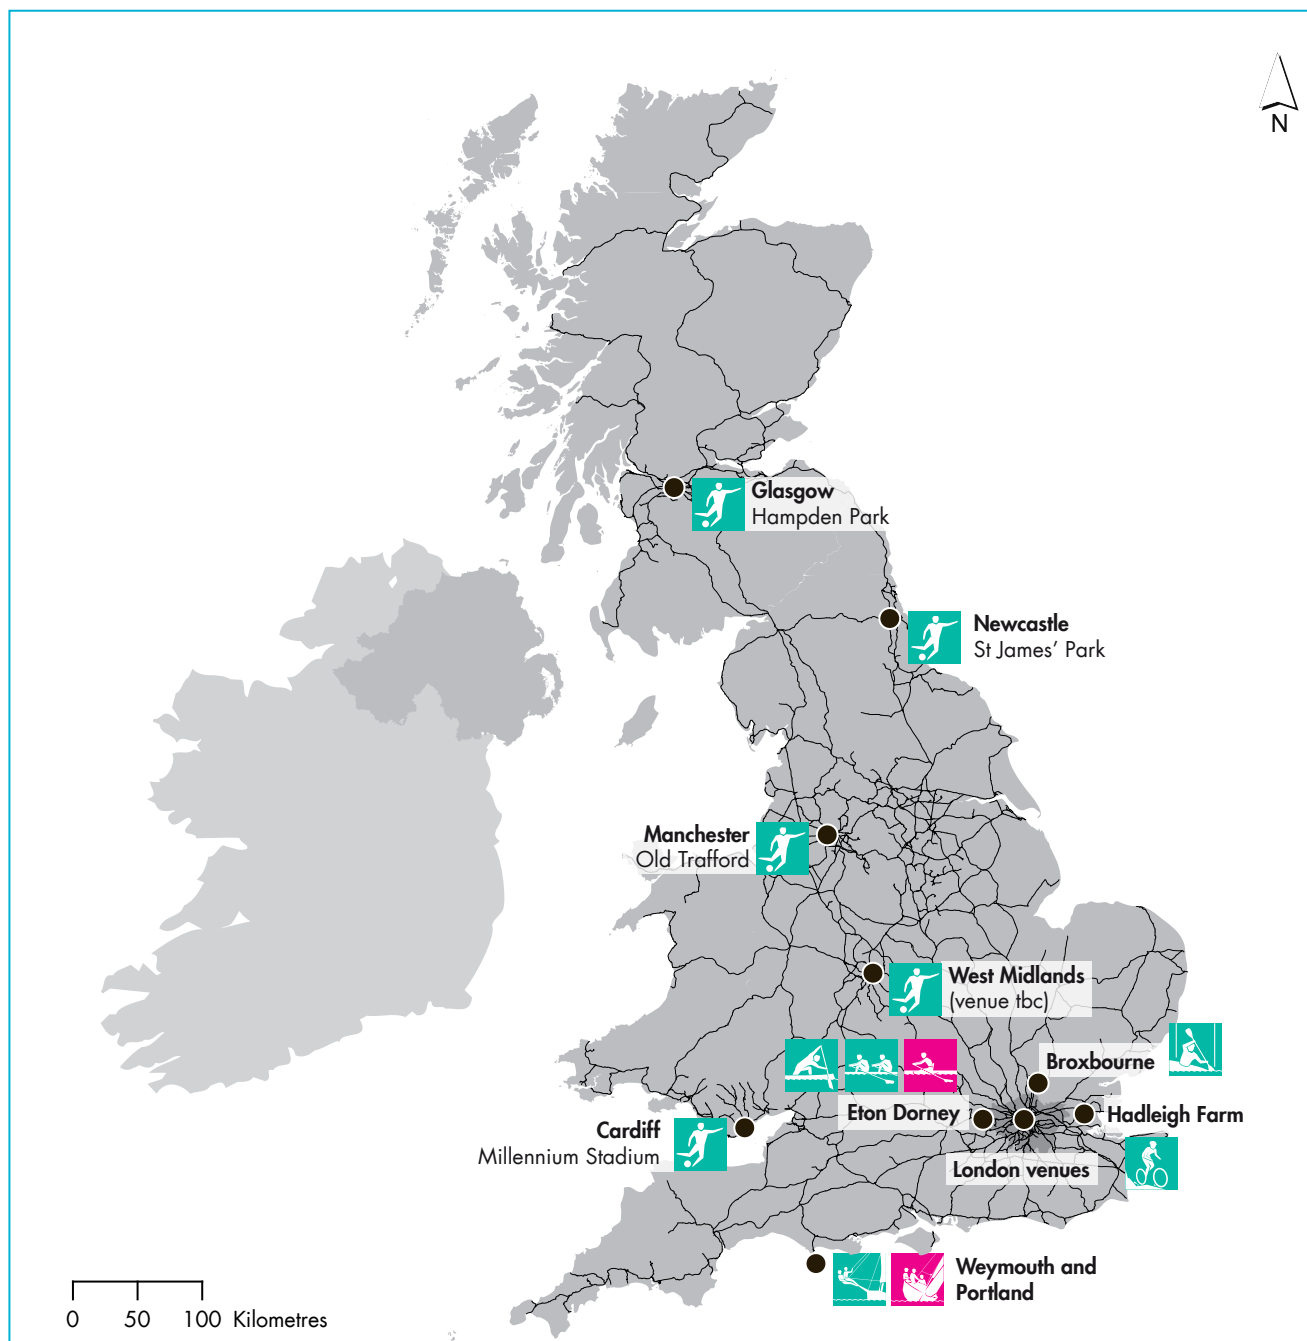 N
Glasgow
Hampden Park
Newcastle
St James’ Park
Manchester
Old Trafford
West Midlands
(venue tbc)
Broxbourne
Eton Dorney
Hadleigh Farm
Cardiff
Millennium Stadium
London venues
Weymouth and
Portland
0 50 100 Kilometres